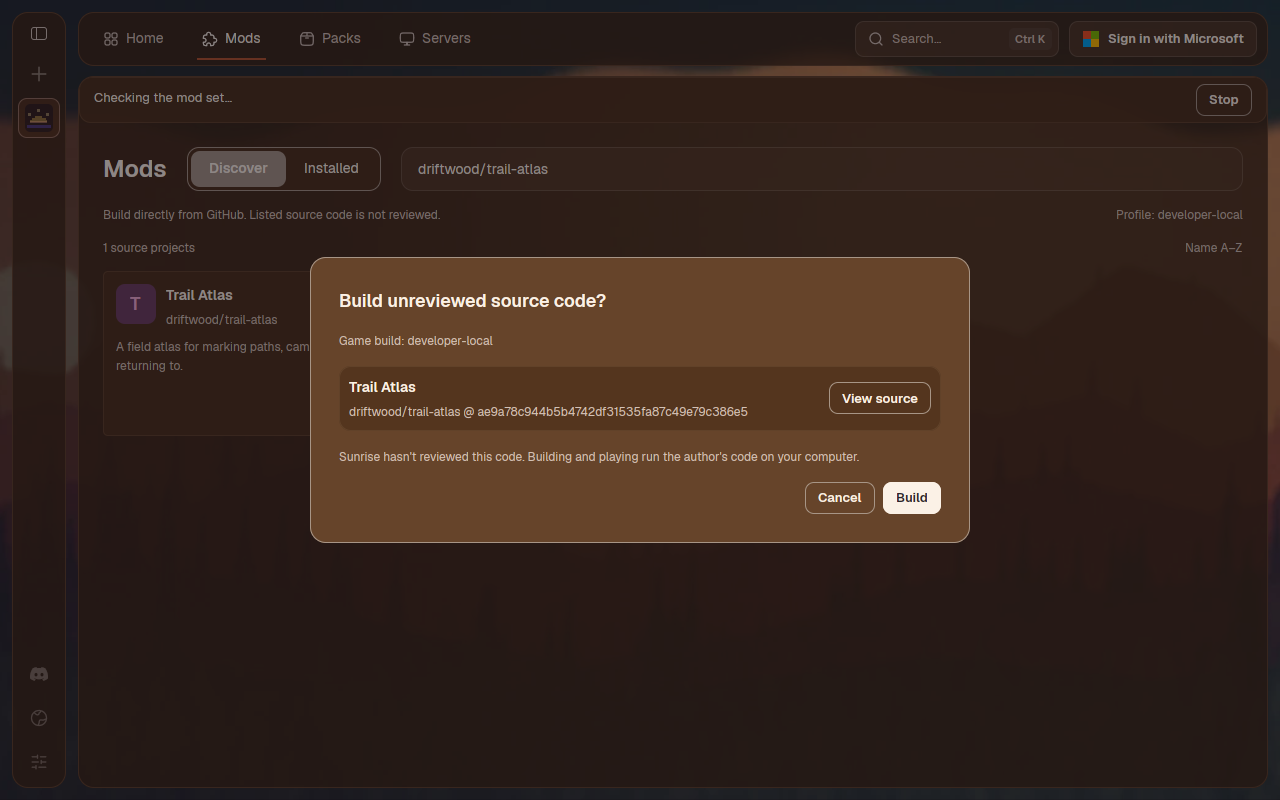 Home
Mods
Packs
Servers
Search...
Ctrl K
Sign in with Microsoft
Checking the mod set...
Stop
Mods
Discover
Installed
driftwood/trail-atlas
Build directly from GitHub. Listed source code is not reviewed.
Profile: developer-local
1 source projects
Name A–Z
T
Trail Atlas
driftwood/trail-atlas
A field atlas for marking paths, cam
returning to.
Build unreviewed source code?
Game build: developer-local
Trail Atlas
driftwood/trail-atlas @ ae9a78c944b5b4742df31535fa87c49e79c386e5
View source
Sunrise hasn't reviewed this code. Building and playing run the author's code on your computer.
Cancel
Build